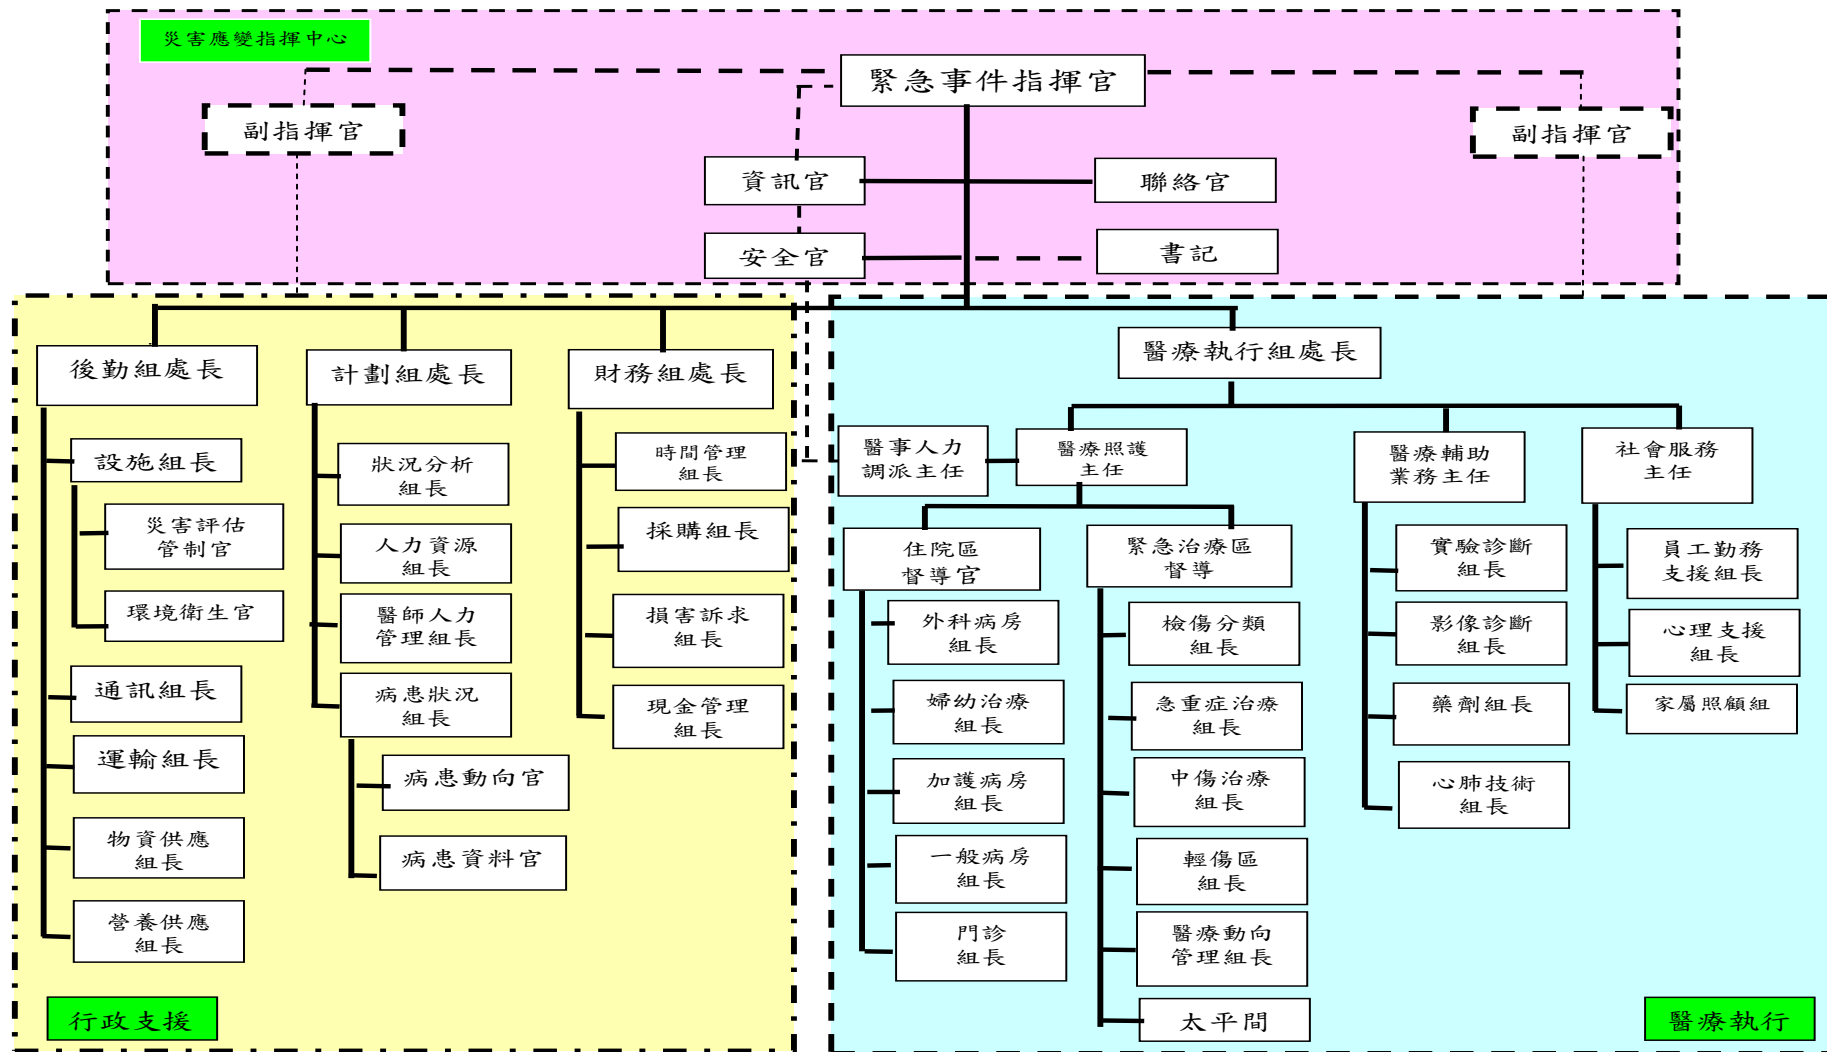 災害應變指揮中心
緊急事件指揮官
副指揮官
副指揮官
資訊官
聯絡官
安全官
書記
後勤組處長
計劃組處長
財務組處長
設施組長
災害評估
管制官
環境衛生官
通訊組長
運輸組長
物資供應
組長
營養供應
組長
狀況分析
組長
人力資源
組長
醫師人力
管理組長
病患狀況
組長
病患動向官
病患資料官
時間管理
組長
採購組長
損害訴求
組長
現金管理
組長
行政支援
醫療執行組處長
醫事人力
調派主任
醫療照護
主任
醫療輔助
業務主任
社會服務
主任
住院區
督導官
外科病房
組長
婦幼治療
組長
加護病房
組長
一般病房
組長
門診
組長
緊急治療區
督導
檢傷分類
組長
急重症治療
組長
中傷治療
組長
輕傷區
組長
醫療動向
管理組長
太平間
實驗診斷
組長
影像診斷
組長
藥劑組長
心肺技術
組長
員工勤務
支援組長
心理支援
組長
家屬照顧組
醫療執行